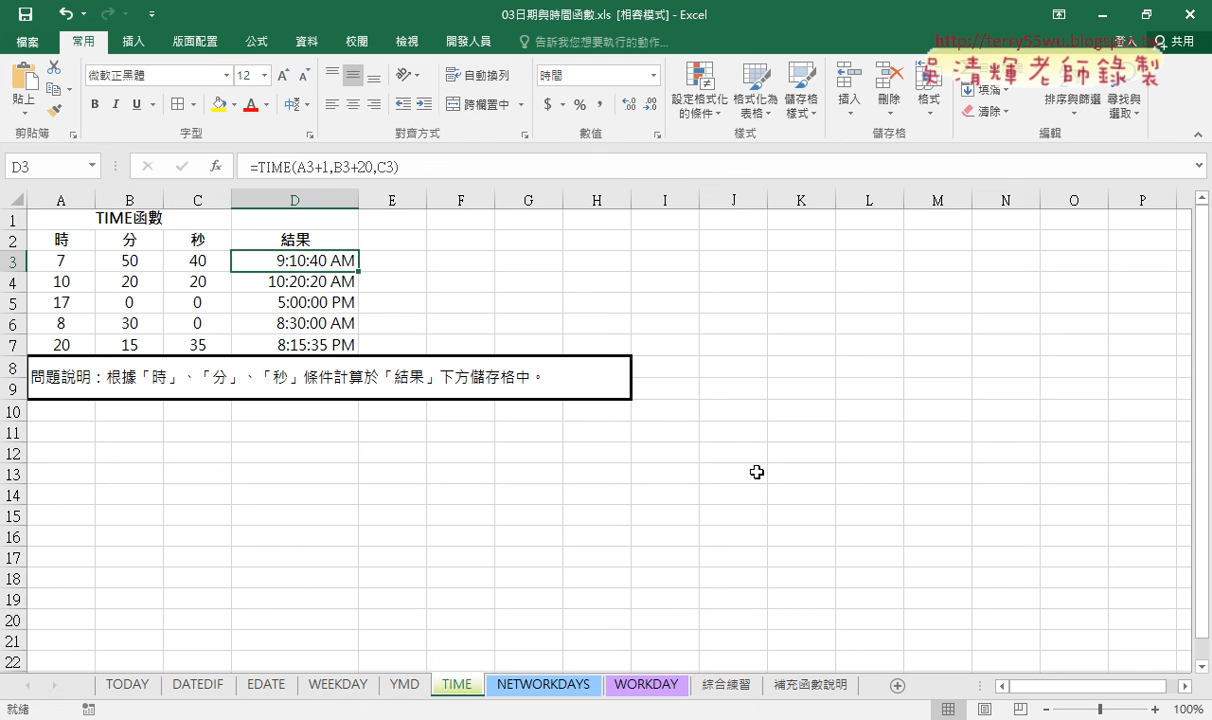 03日期與時間函數.xls [相容模式] - Excel
檔案 常用 插入 版面配置 公式 資料 校閱 檢視 開發人員 告訴我您想要執行的動作... 登入 共用
http://terry55wu.blogspot.tw
吳清輝老師錄製
貼上 微軟正黑體 12 自動換列 時間 設定格式化的條件 格式化為表格 儲存格樣式 插入 刪除 格式 填滿 排序與篩選 尋找與選取
B I U 跨欄置中 $ % , 清除
剪貼簿 字型 對齊方式 數值 樣式 儲存格 編輯
D3 fx =TIME(A3+1,B3+20,C3)
A B C D E F G H I J K L M N O P
1 TIME函數
2 時 分 秒 結果
3 7 50 40 9:10:40 AM
4 10 20 20 10:20:20 AM
5 17 0 0 5:00:00 PM
6 8 30 0 8:30:00 AM
7 20 15 35 8:15:35 PM
8
問題說明：根據「時」、「分」、「秒」條件計算於「結果」下方儲存格中。
9
10
11
12
13
14
15
16
17
18
19
20
21
22
TODAY DATEDIF EDATE WEEKDAY YMD TIME NETWORKDAYS WORKDAY 綜合練習 補充函數說明
就緒 100%